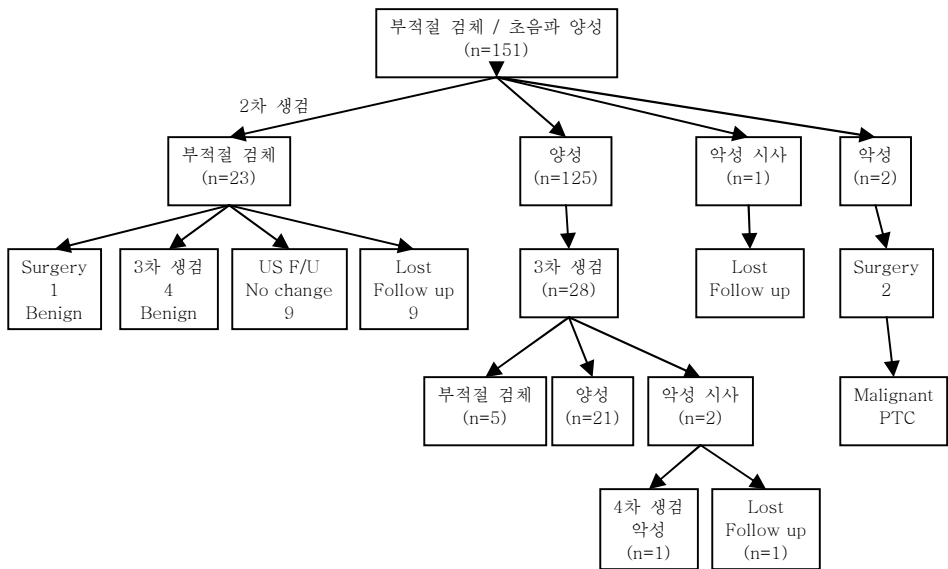 부적절 검체 / 초음파 양성
(n=151)
2차 생검
부적절 검체
(n=23)
양성
(n=125)
악성 시사
(n=1)
악성
(n=2)
Surgery
1
Benign
3차 생검
4
Benign
US F/U
No change
9
Lost
Follow up
9
3차 생검
(n=28)
Lost
Follow up
Surgery
2
부적절 검체
(n=5)
양성
(n=21)
악성 시사
(n=2)
Malignant
PTC
4차 생검
악성
(n=1)
Lost
Follow up
(n=1)